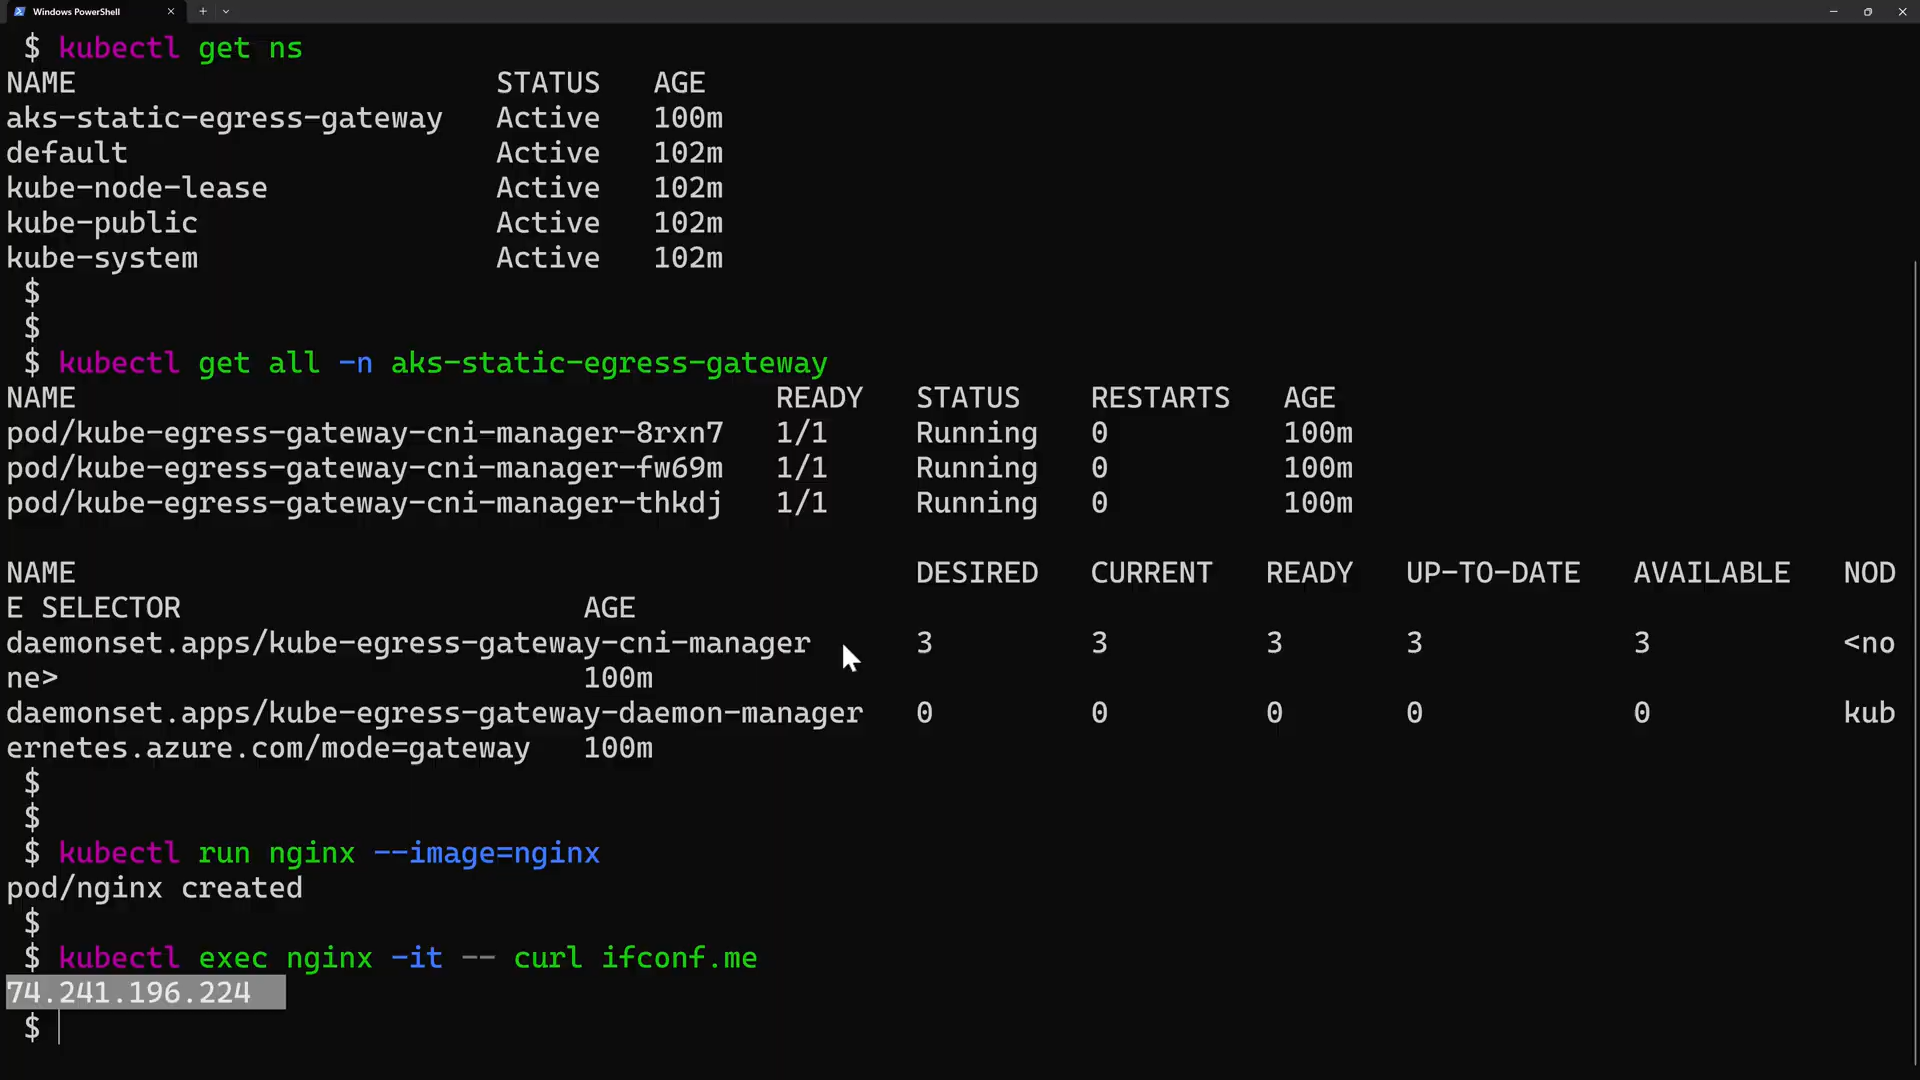 Windows PowerShell
$ kubectl get ns
NAME STATUS AGE
aks-static-egress-gateway Active 100m
default Active 102m
kube-node-lease Active 102m
kube-public Active 102m
kube-system Active 102m
$
$
$ kubectl get all -n aks-static-egress-gateway
NAME READY STATUS RESTARTS AGE
pod/kube-egress-gateway-cni-manager-8rxn7 1/1 Running 0 100m
pod/kube-egress-gateway-cni-manager-fw69m 1/1 Running 0 100m
pod/kube-egress-gateway-cni-manager-thkdj 1/1 Running 0 100m
NAME DESIRED CURRENT READY UP-TO-DATE AVAILABLE NOD
E SELECTOR AGE
daemonset.apps/kube-egress-gateway-cni-manager 3 3 3 3 3 <no
ne> 100m
daemonset.apps/kube-egress-gateway-daemon-manager 0 0 0 0 0 kub
ernetes.azure.com/mode=gateway 100m
$
$
$ kubectl run nginx --image=nginx
pod/nginx created
$
$ kubectl exec nginx -it -- curl ifconf.me
74.241.196.224
$